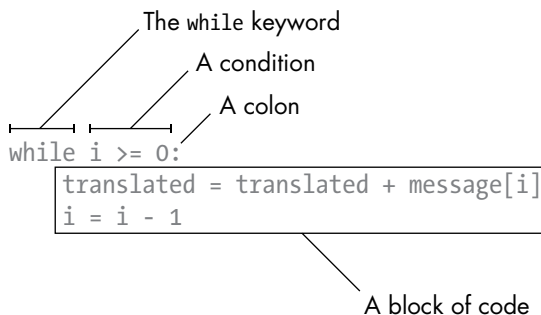 The while keyword
A condition
A colon
while i >= 0:
translated = translated + message[i]
i = i - 1
A block of code